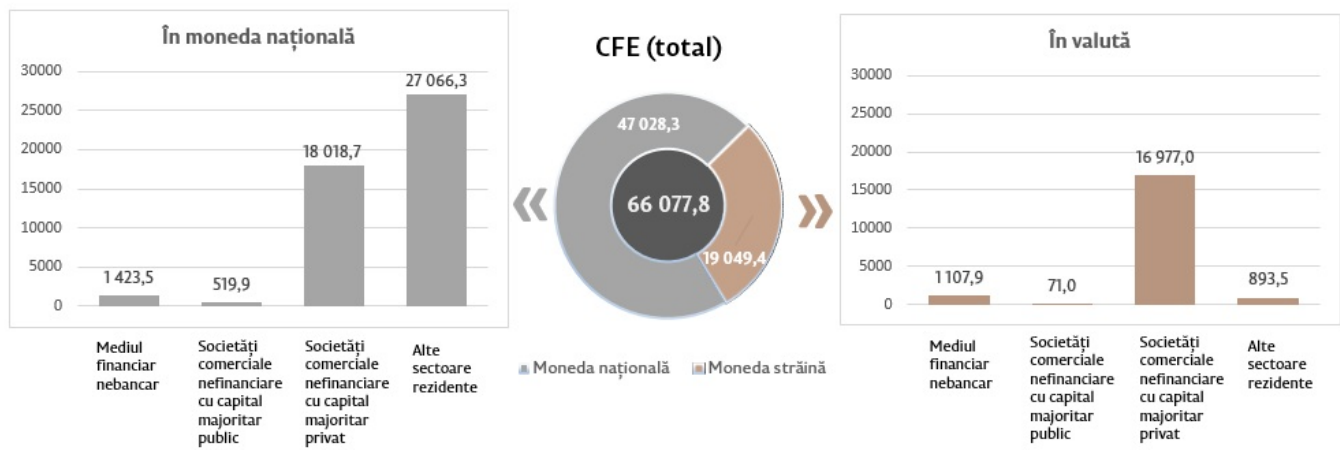 În moneda națională
30000
25000
20000
15000
10000
5000
0
1 423,5
519,9
18 018,7
27 066,3
Mediul
financiar
nebancar
Societăți
comerciale
nefinanciare
cu capital
majoritar
public
Societăți
comerciale
nefinanciare
cu capital
majoritar
privat
Alte
sectoare
rezidente
CFE (total)
47 028,3
66 077,8
19 049,4
Moneda națională
Moneda străină
În valută
30000
25000
20000
15000
10000
5000
0
1 107,9
71,0
16 977,0
893,5
Mediul
financiar
nebancar
Societăți
comerciale
nefinanciare
cu capital
majoritar
public
Societăți
comerciale
nefinanciare
cu capital
majoritar
privat
Alte
sectoare
rezidente